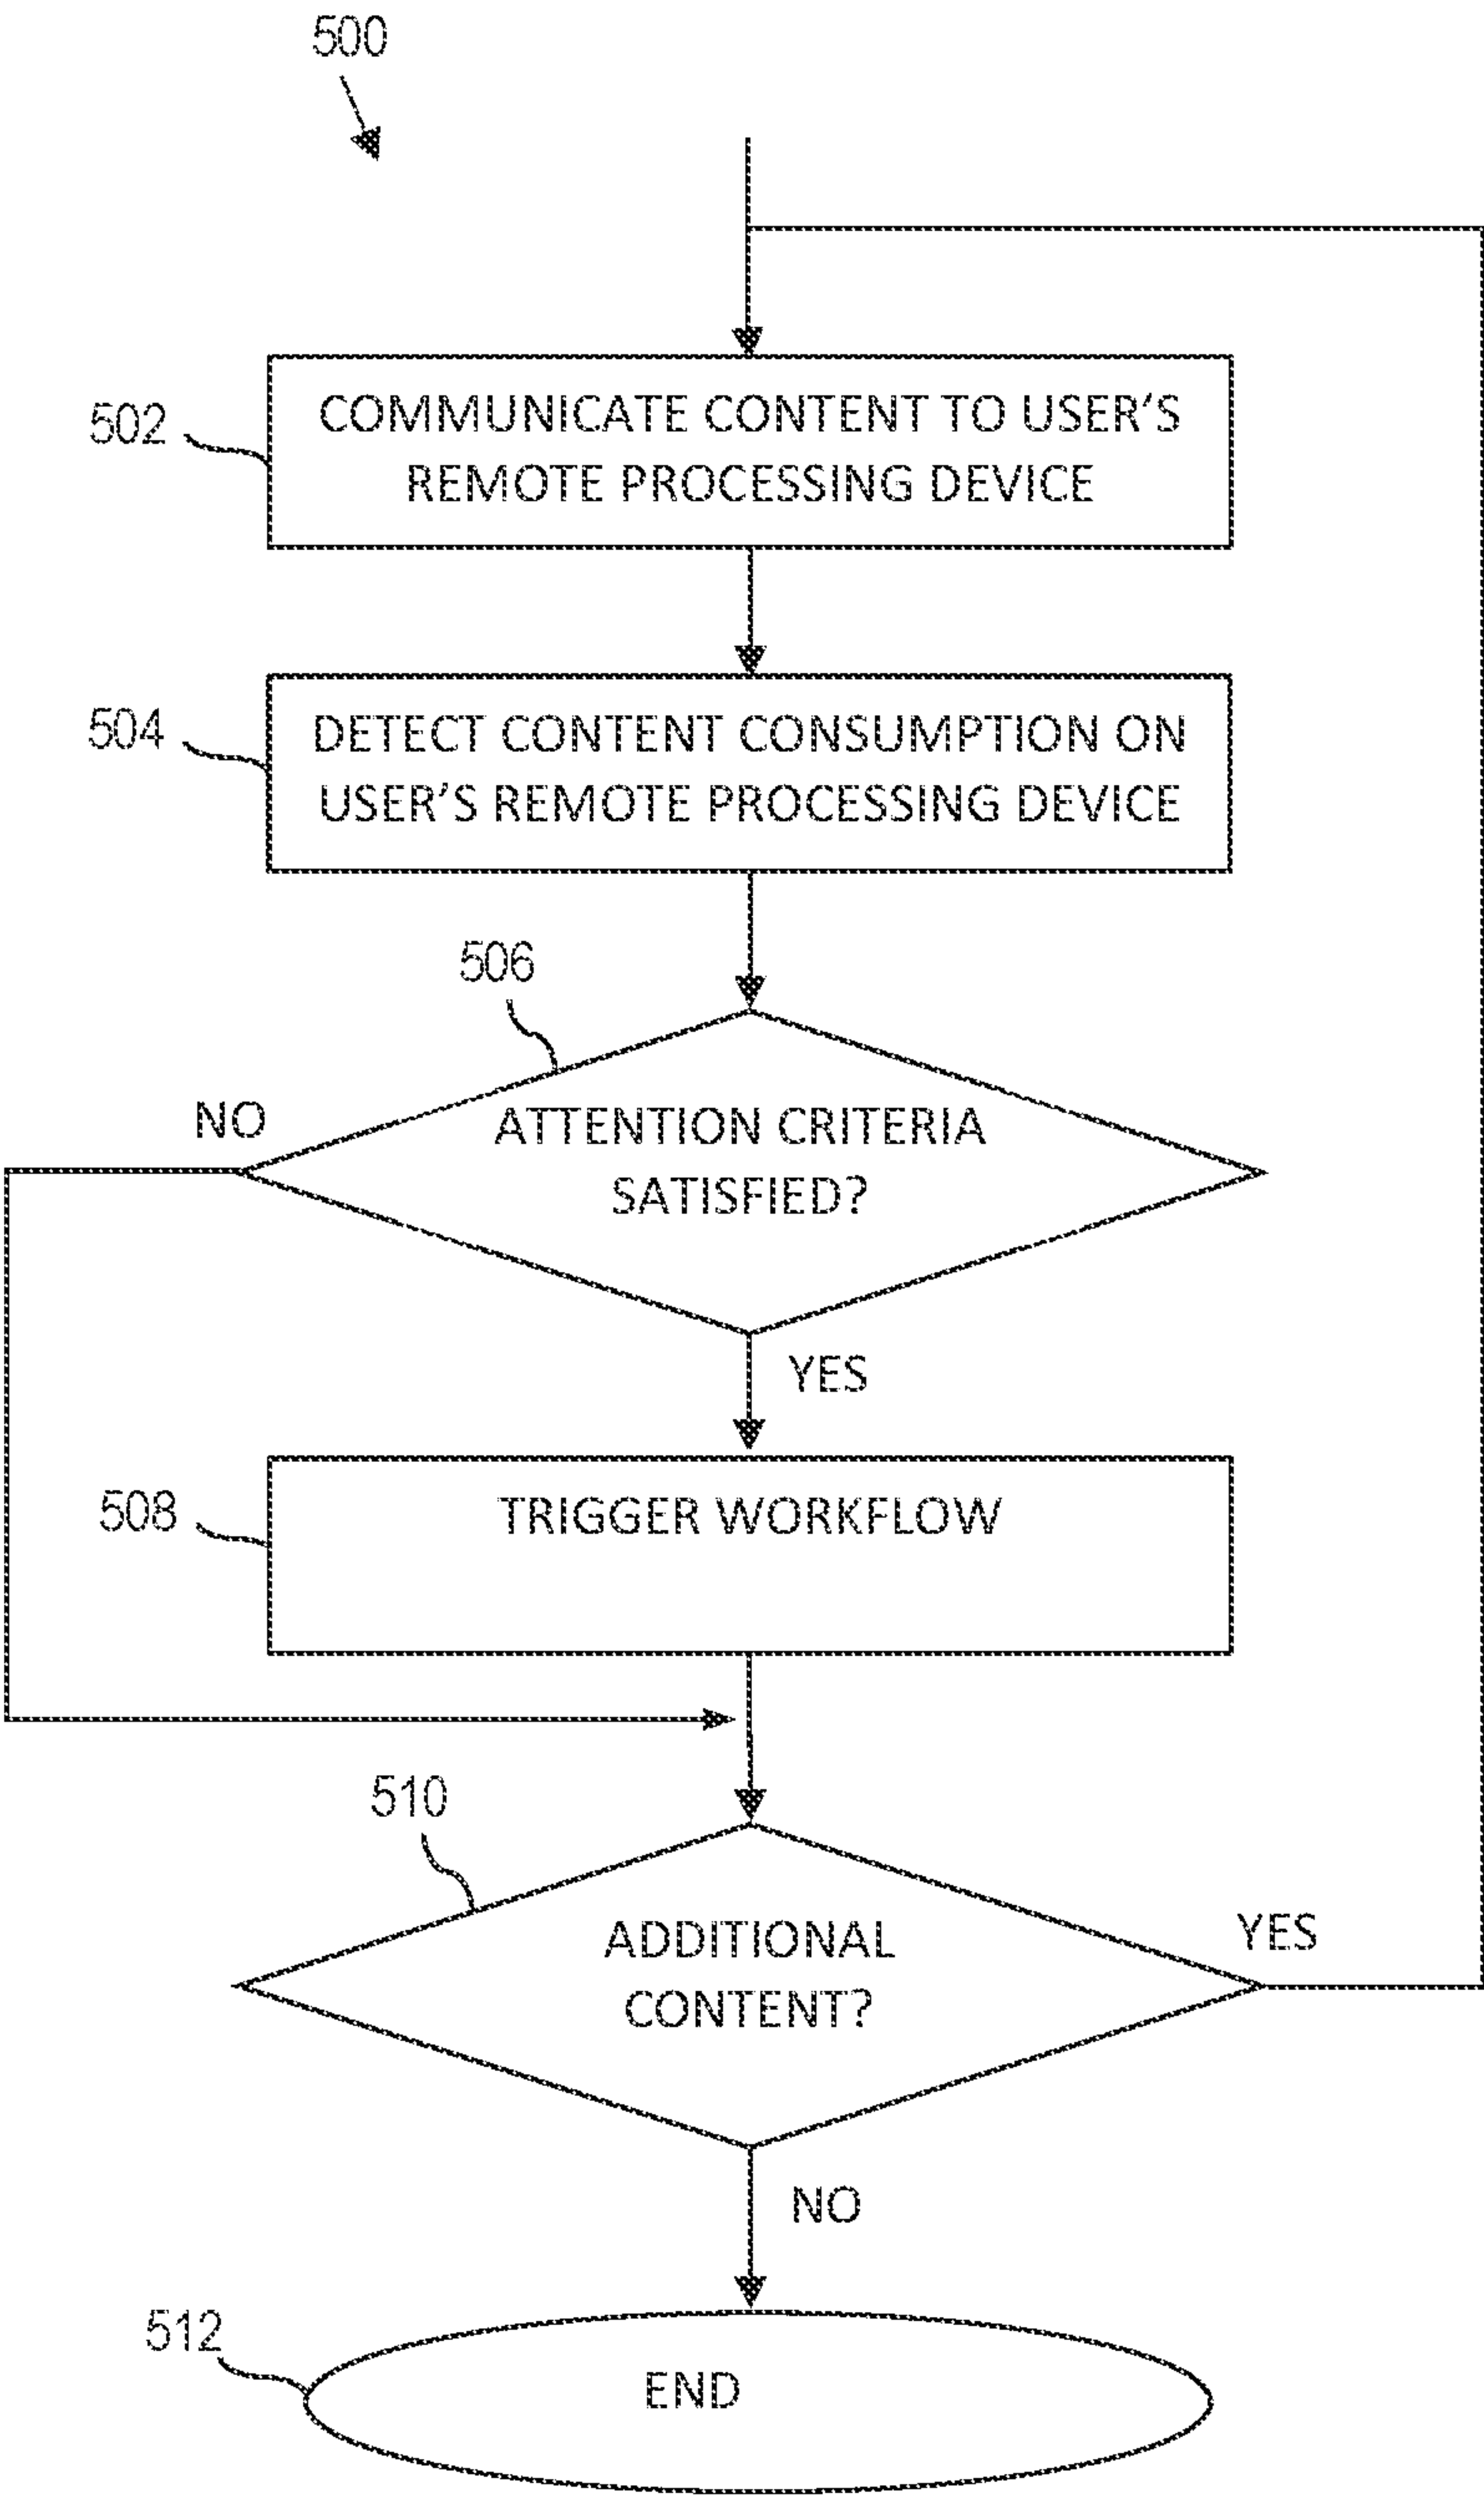 500
502
COMMUNICATE CONTENT TO USER'S
REMOTE PROCESSING DEVICE
504
DETECT CONTENT CONSUMPTION ON
USER'S REMOTE PROCESSING DEVICE
506
NO
ATTENTION CRITERIA
SATISFIED?
YES
508
TRIGGER WORKFLOW
510
ADDITIONAL
CONTENT?
YES
NO
512
END